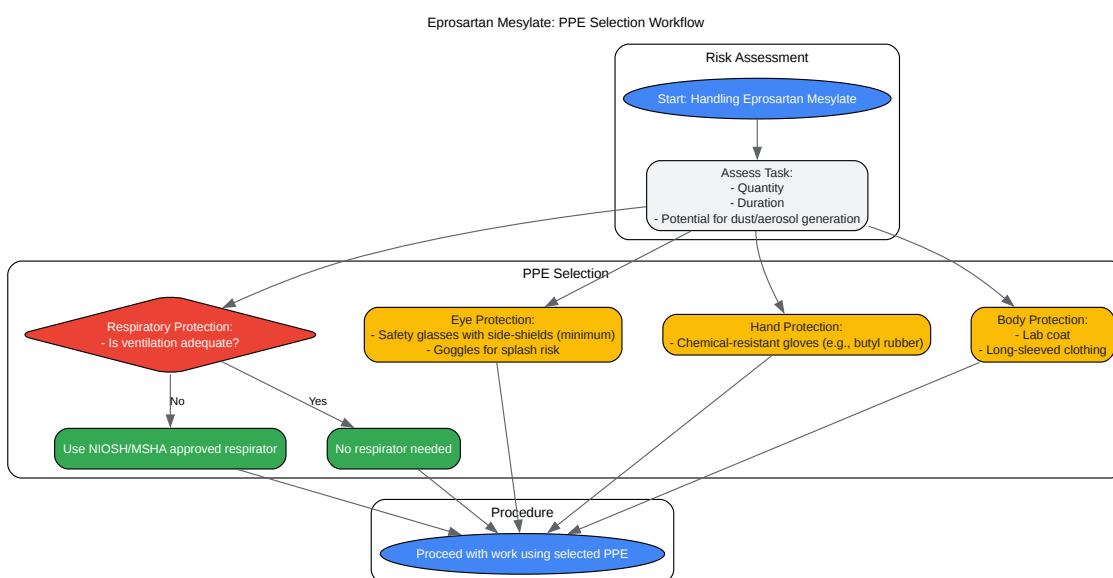 Eprosartan Mesylate: PPE Selection Workflow
Risk Assessment
Start: Handling Eprosartan Mesylate
Assess Task:
- Quantity
- Duration
- Potential for dust/aerosol generation
PPE Selection
Respiratory Protection:
- Is ventilation adequate?
Eye Protection:
- Safety glasses with side-shields (minimum)
- Goggles for splash risk
Hand Protection:
- Chemical-resistant gloves (e.g., butyl rubber)
Body Protection:
- Lab coat
- Long-sleeved clothing
No
Yes
Use NIOSH/MSHA approved respirator
No respirator needed
Procedure
Proceed with work using selected PPE